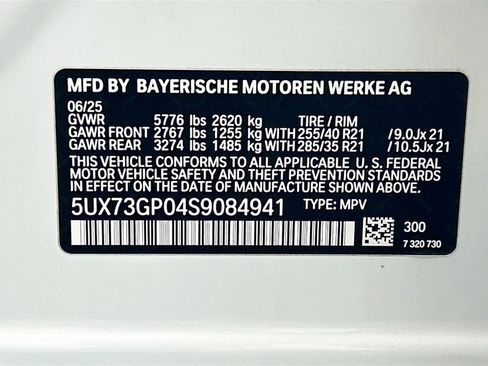 MFD BY BAYERISCHE MOTOREN WERKE AG
06/25
GVWR 5776 lbs 2620 kg TIRE / RIM
GAWR FRONT 2767 lbs 1255 kg WITH 255/40 R21 / 9.0Jx 21
GAWR REAR 3274 lbs 1485 kg WITH 285/35 R21 / 10.5Jx 21
THIS VEHICLE CONFORMS TO ALL APPLICABLE U. S. FEDERAL
MOTOR VEHICLE SAFETY AND THEFT PREVENTION STANDARDS
IN EFFECT ON THE DATE OF MANUFACTURE SHOWN ABOVE.
5UX73GP04S9084941 TYPE: MPV
300
7 320 730